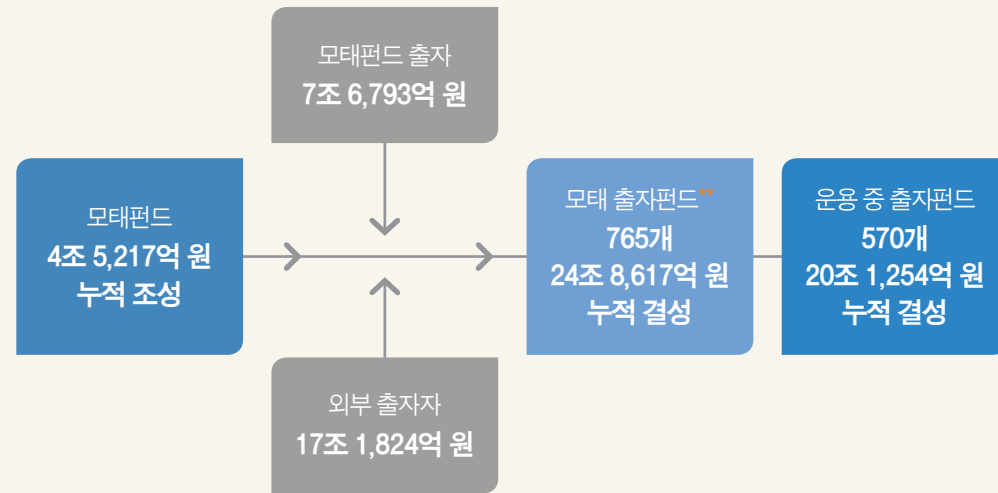 모태펀드 출자
7조 6,793억 원
모태펀드
4조 5,217억 원
누적 조성
모태 출자펀드**
765개
24조 8,617억 원
누적 결성
운용 중 출자펀드
570개
20조 1,254억 원
누적 결성
외부 출자자
17조 1,824억 원